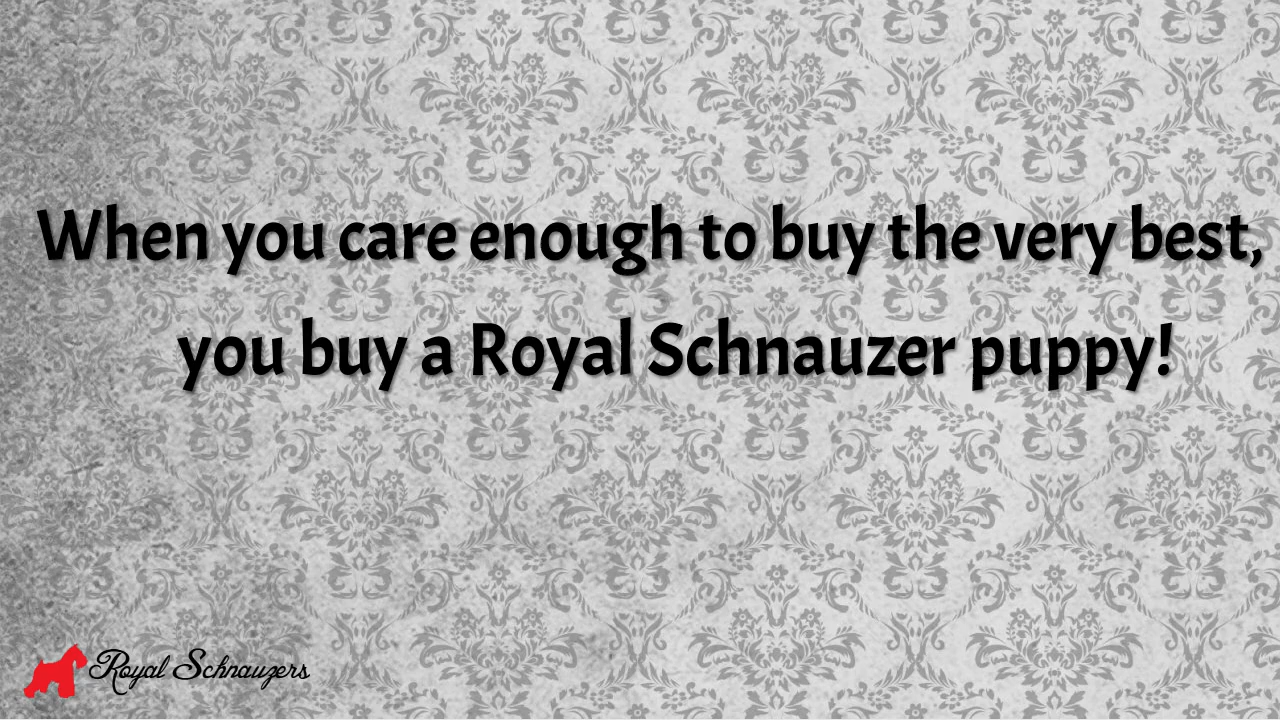 When you care enough to buy the very best,
you buy a Royal Schnauzer puppy!
Royal Schnauzers